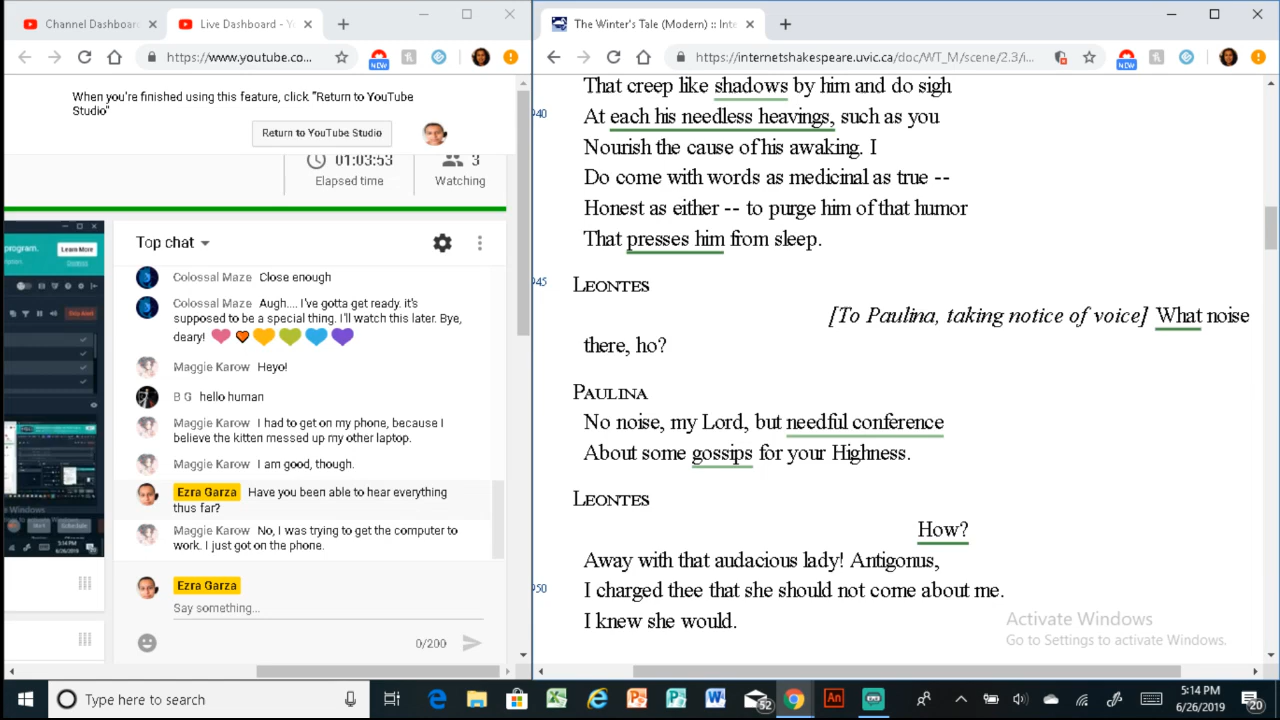 Channel Dashboard
Live Dashboard - Y
The Winter's Tale (Modern) :: Inte
https://www.youtube.co...
NEW
https://internetshakespeare.uvic.ca/doc/WT_M/scene/2.3/i...
NEW
When you're finished using this feature, click "Return to YouTube
Studio"
Return to YouTube Studio
01:03:53
3
Elapsed time
Watching
program.
Learn More
Top chat
Colossal Maze Close enough
Colossal Maze Augh.... I've gotta get ready. it's
supposed to be a special thing. I'll watch this later. Bye,
deary!
Maggie Karow Heyo!
B G hello human
Maggie Karow I had to get on my phone, because I
believe the kitten messed up my other laptop.
Maggie Karow I am good, though.
Ezra Garza Have you been able to hear everything
thus far?
Maggie Karow No, I was trying to get the computer to
work. I just got on the phone.
Ezra Garza
Say something...
0/200
That creep like shadows by him and do sigh
940
At each his needless heavings, such as you
Nourish the cause of his awaking. I
Do come with words as medicinal as true --
Honest as either -- to purge him of that humor
That presses him from sleep.
945
LEONTES
[To Paulina, taking notice of voice] What noise
there, ho?
PAULINA
No noise, my Lord, but needful conference
About some gossips for your Highness.
LEONTES
How?
Away with that audacious lady! Antigonus,
950
I charged thee that she should not come about me.
I knew she would.
Activate Windows
Go to Settings to activate Windows.
Type here to search
52
5:14 PM
6/26/2019
20